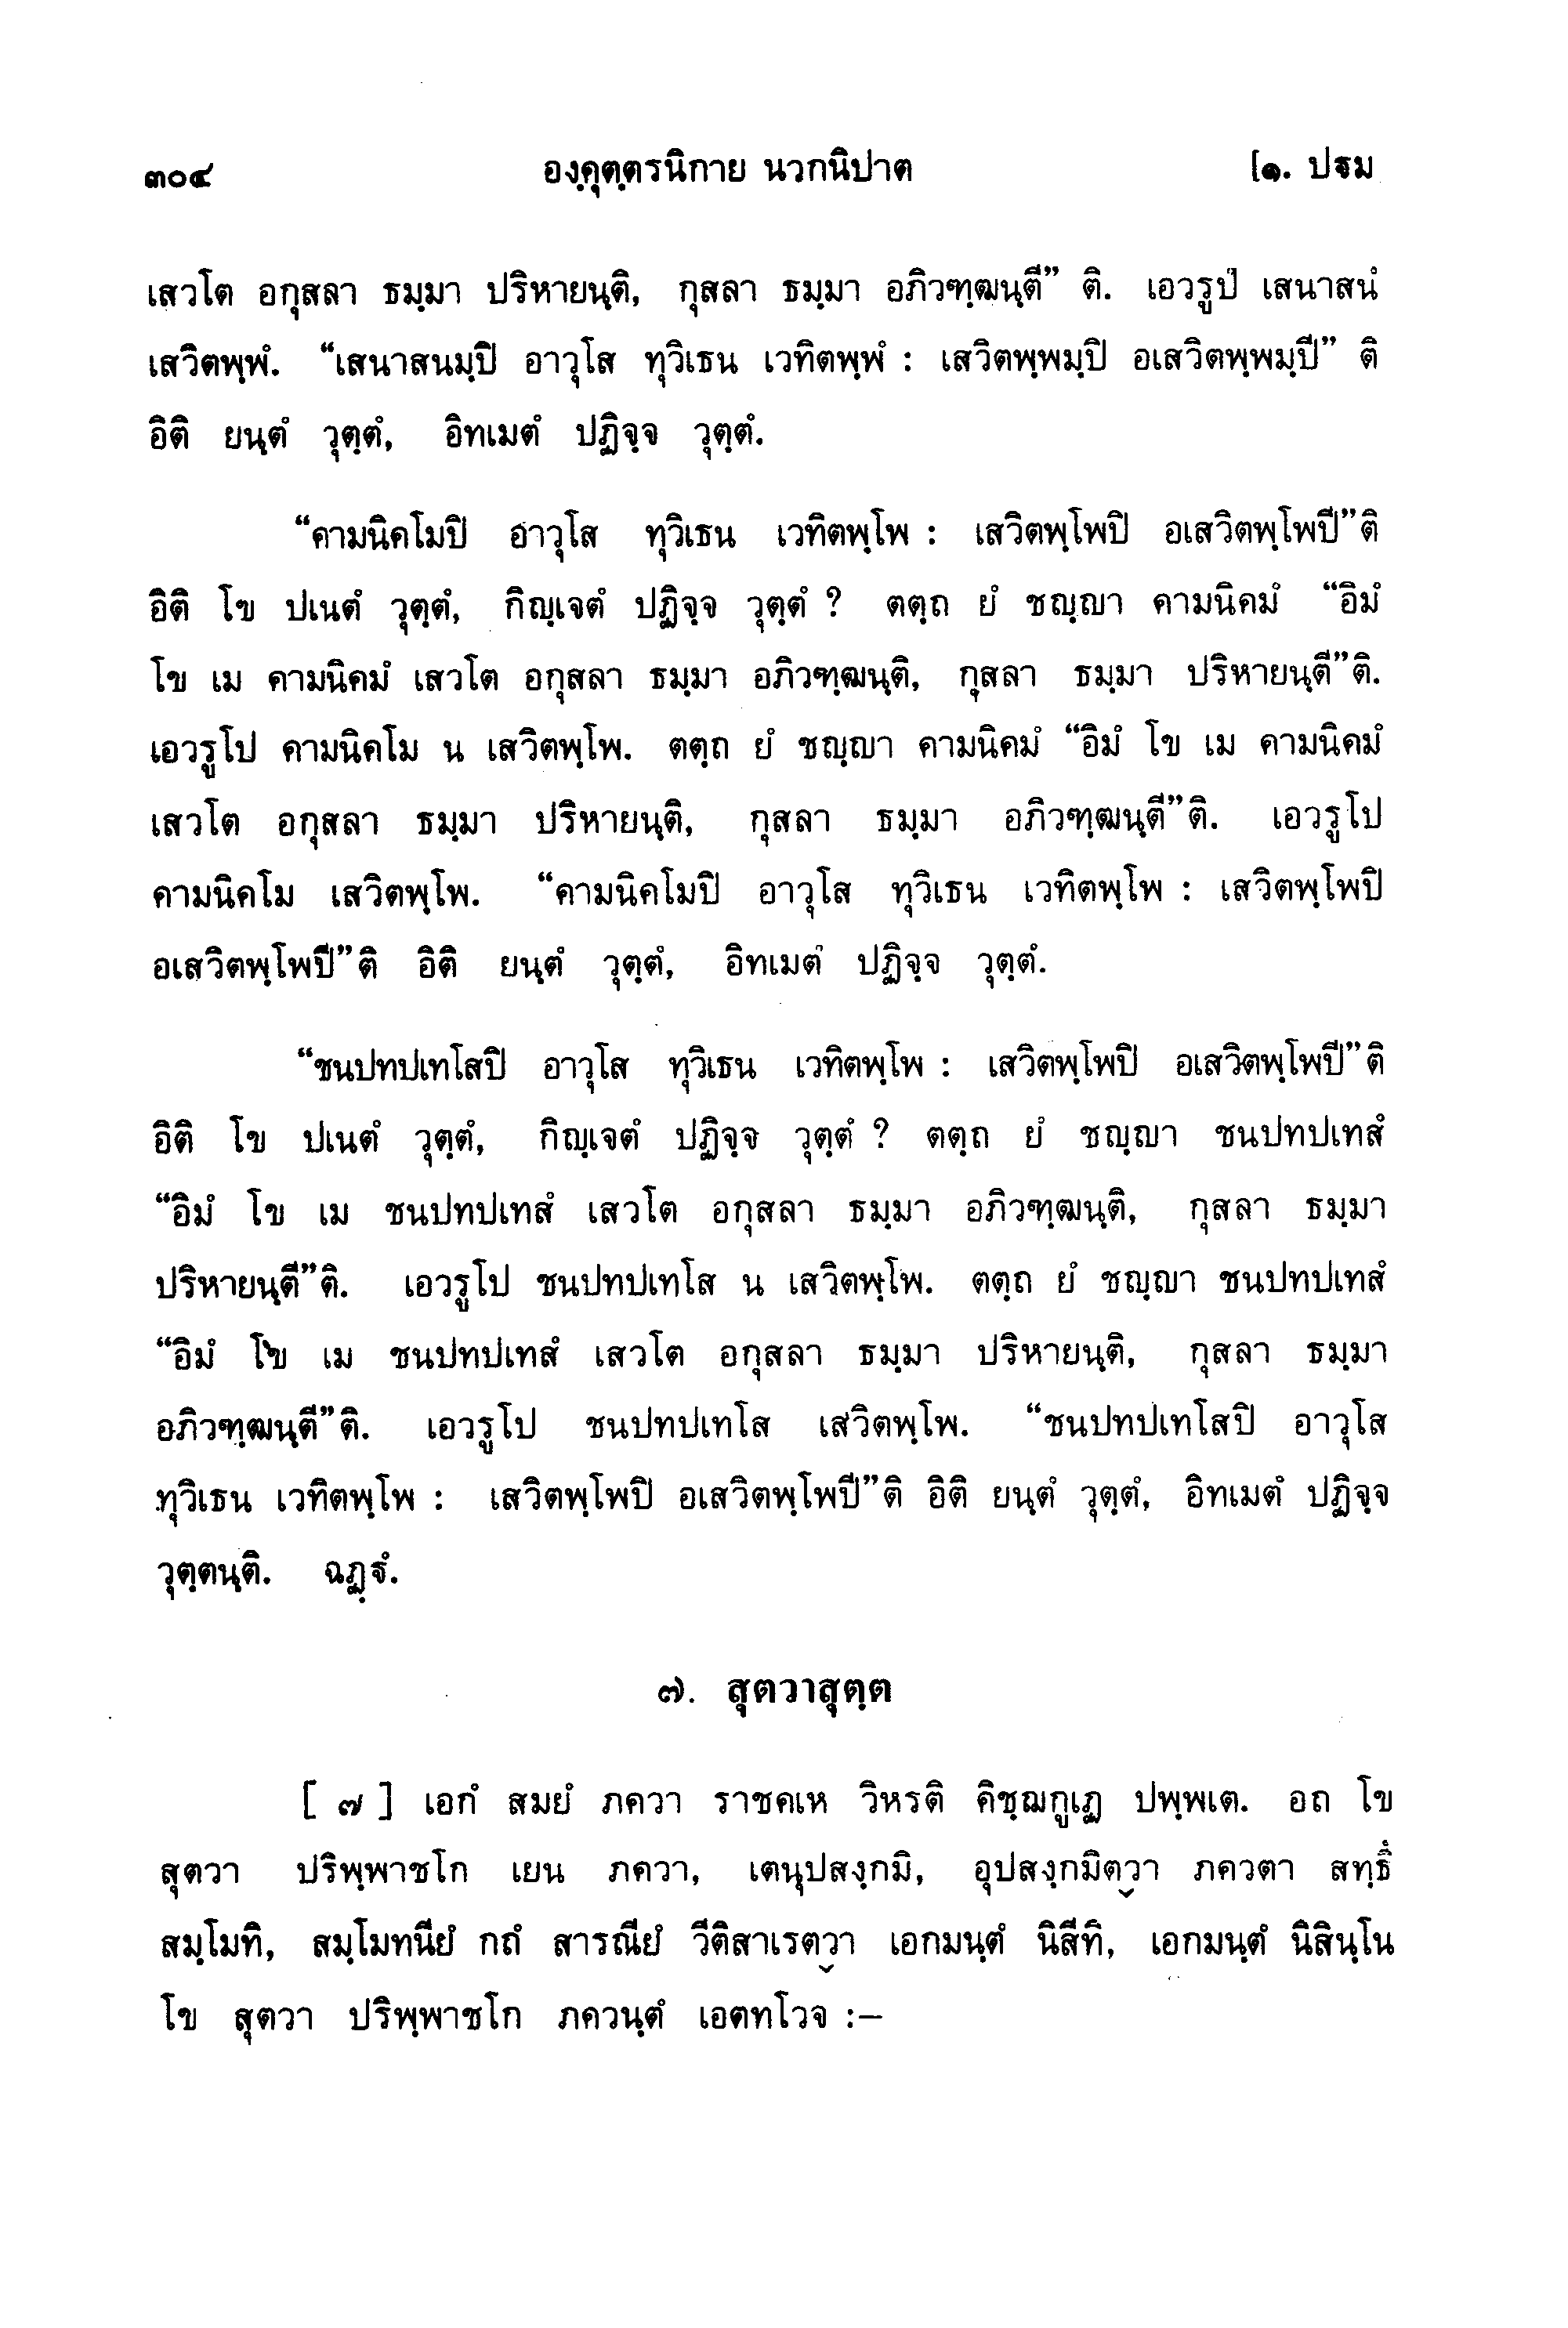 ๓๐๔ องฺคุตฺตรนิกาย นวกนิปาต [๑. ปฐม
เสวโต อกุสลา ธมฺมา ปริหายนฺติ, กุสลา ธมฺมา อภิวฑฺฒนฺตี” ติ. เอวรูปํ เสนาสนํ
เสวิตพฺพํ. “เสนาสนมฺปิ อาวุโส ทุวิเธน เวทิตพฺพํ : เสวิตพฺพมฺปิ อเสวิตพฺพมฺปี” ติ
อิติ ยนฺตํ วุตฺตํ, อิทเมตํ ปฏิจฺจ วุตฺตํ.
“คามนิคโมปิ อาวุโส ทุวิเธน เวทิตพฺโพ : เสวิตพฺโพปิ อเสวิตพฺโพปี”ติ
อิติ โข ปเนตํ วุตฺตํ, กิญฺเจตํ ปฏิจฺจ วุตฺตํ ? ตตฺถ ยํ ชญฺญา คามนิคมํ “อิมํ
โข เม คามนิคมํ เสวโต อกุสลา ธมฺมา อภิวฑฺฒนฺติ, กุสลา ธมฺมา ปริหายนฺตี”ติ.
เอวรูโป คามนิคโม น เสวิตพฺโพ. ตตฺถ ยํ ชญฺญา คามนิคมํ “อิมํ โข เม คามนิคมํ
เสวโต อกุสลา ธมฺมา ปริหายนฺติ, กุสลา ธมฺมา อภิวฑฺฒนฺตี”ติ. เอวรูโป
คามนิคโม เสวิตพฺโพ. “คามนิคโมปิ อาวุโส ทุวิเธน เวทิตพฺโพ : เสวิตพฺโพปิ
อเสวิตพฺโพปี”ติ อิติ ยนฺตํ วุตฺตํ, อิทเมตํ ปฏิจฺจ วุตฺตํ.
“ชนปทปเทโสปิ อาวุโส ทุวิเธน เวทิตพฺโพ : เสวิตพฺโพปิ อเสวิตพฺโพปี”ติ
อิติ โข ปเนตํ วุตฺตํ, กิญฺเจตํ ปฏิจฺจ วุตฺตํ ? ตตฺถ ยํ ชญฺญา ชนปทปเทสํ
“อิมํ โข เม ชนปทปเทสํ เสวโต อกุสลา ธมฺมา อภิวฑฺฒนฺติ, กุสลา ธมฺมา
ปริหายนฺตี”ติ. เอวรูโป ชนปทปเทโส น เสวิตพฺโพ. ตตฺถ ยํ ชญฺญา ชนปทปเทสํ
“อิมํ โข เม ชนปทปเทสํ เสวโต อกุสลา ธมฺมา ปริหายนฺติ, กุสลา ธมฺมา
อภิวฑฺฒนฺตี”ติ. เอวรูโป ชนปทปเทโส เสวิตพฺโพ. “ชนปทปเทโสปิ อาวุโส
ทุวิเธน เวทิตพฺโพ : เสวิตพฺโพปิ อเสวิตพฺโพปี”ติ อิติ ยนฺตํ วุตฺตํ, อิทเมตํ ปฏิจฺจ
วุตฺตนฺติ. ฉฏฺฐํ.
๗. สุตวาสุตฺต
[ ๗ ] เอกํ สมยํ ภควา ราชคเห วิหรติ คิชฺฌกูเฏ ปพฺพเต. อถ โข
สุตวา ปริพฺพาชโก เยน ภควา, เตนุปสงฺกมิ, อุปสงฺกมิตฺวา ภควตา สทฺธิํ
สมฺโมทิ, สมฺโมทนียํ กถํ สารณียํ วีติสาเรตฺวา เอกมนฺตํ นิสีทิ, เอกมนฺตํ นิสินฺโน
โข สุตวา ปริพฺพาชโก ภควนฺตํ เอตทโวจ :—